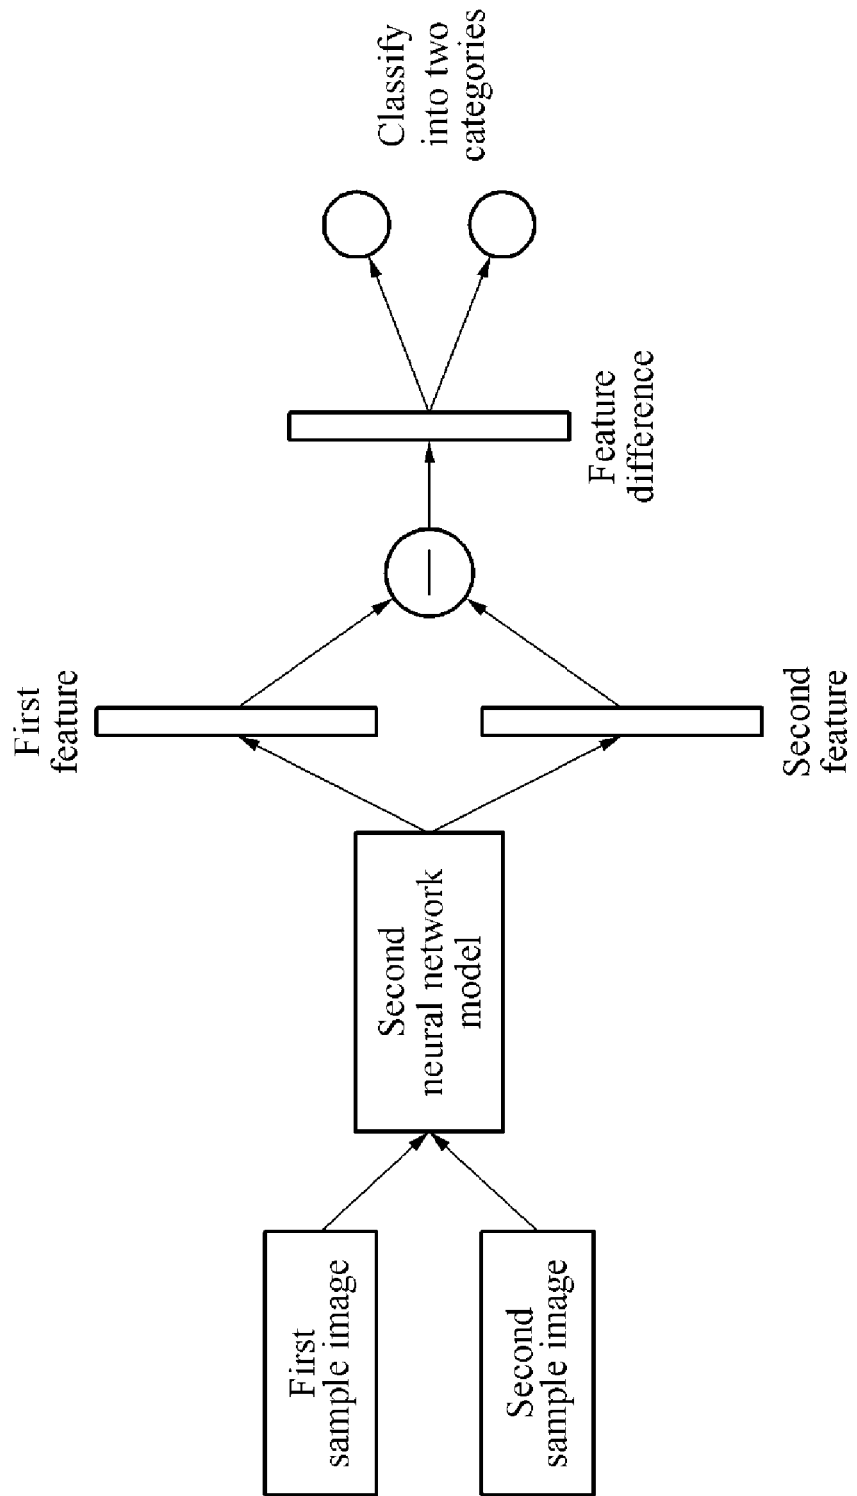 First
sample image
Second
sample image
Second
neural network
model
First
feature
Second
feature
Feature
difference
Classify
into two
categories